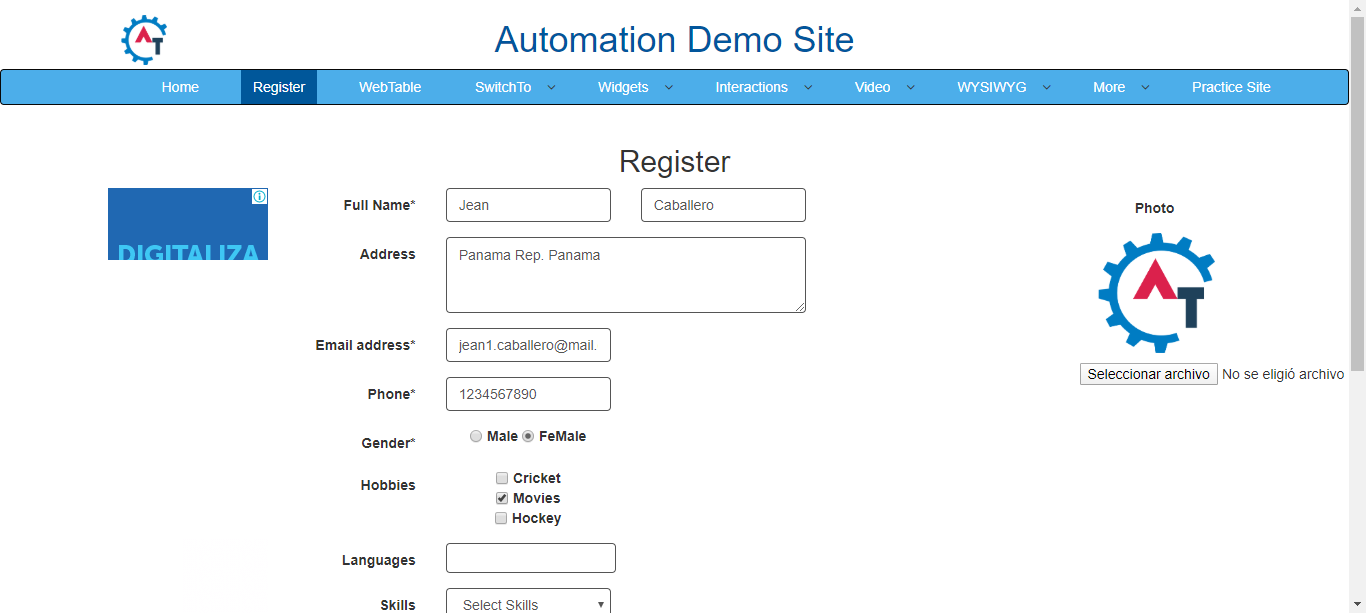 AT
Automation Demo Site
Home Register WebTable SwitchTo Widgets Interactions Video WYSIWYG More Practice Site
Register
DIGITALIZA
Full Name* Jean Caballero
Photo
Address Panama Rep. Panama
AT
Email address* jean1.caballero@mail.
Seleccionar archivo No se eligió archivo
Phone* 1234567890
Gender* Male FeMale
Hobbies Cricket
Movies
Hockey
Languages
Skills Select Skills